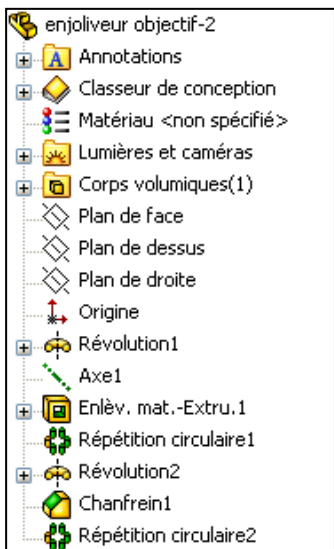 enjoliveur objectif-2
A Annotations
Classeur de conception
Matériau <non spécifié>
Lumières et caméras
Corps volumiques(1)
Plan de face
Plan de dessus
Plan de droite
Origine
Révolution1
Axe1
Enlèv. mat.-Extru.1
Répétition circulaire1
Révolution2
Chanfrein1
Répétition circulaire2